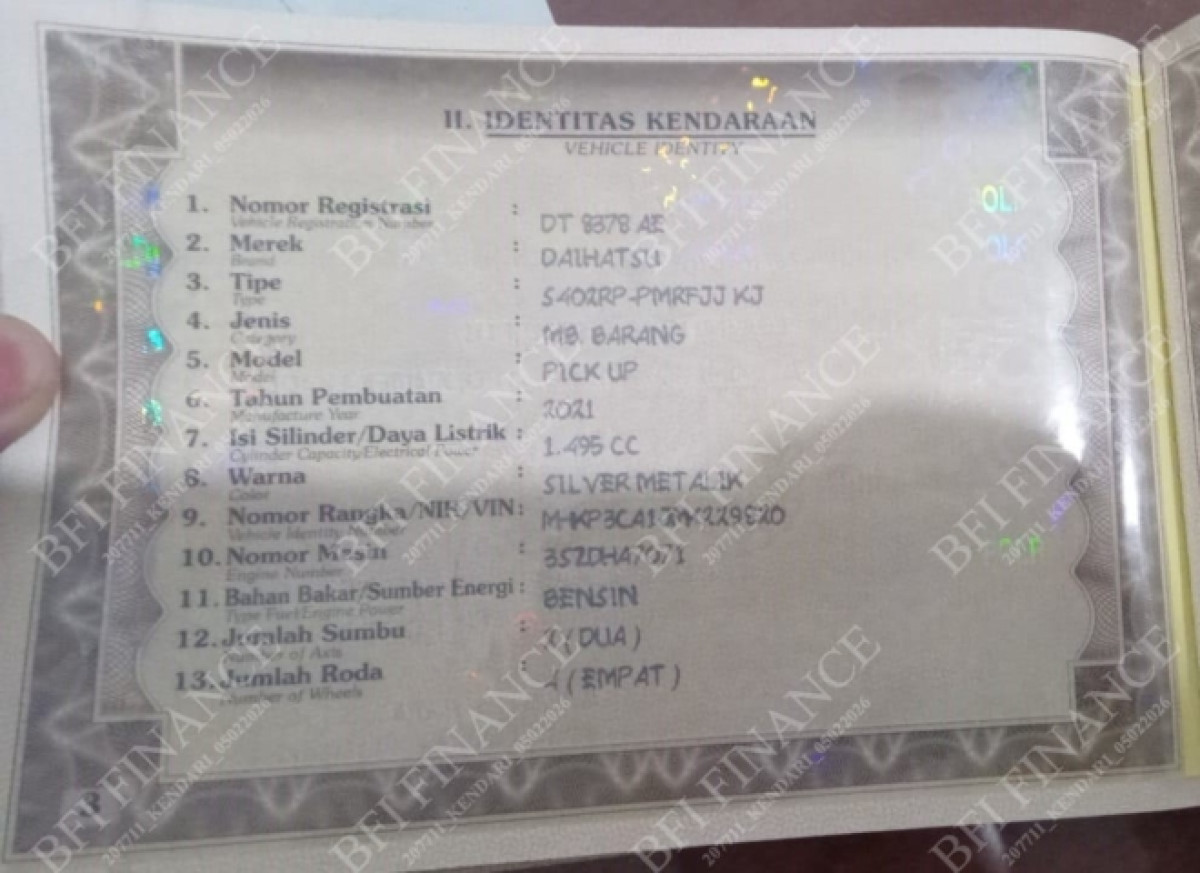 II. IDENTITAS KENDARAAN
VEHICLE IDENTITY
1. Nomor Registrasi : DT 8378 AE
Vehicle Registration Number
2. Merek : DAIHATSU
Brand
3. Tipe : S402RP-PMRFJJ KJ
Type
4. Jenis : MB. BARANG
Category
5. Model : PICK UP
Model
6. Tahun Pembuatan : 2021
Manufacture Year
7. Isi Silinder/Daya Listrik : 1.495 CC
Cylinder Capacity/Electrical Power
8. Warna : SILVER METALIK
Color
9. Nomor Rangka/NIK/VIN :
Vehicle Identity Number
10. Nomor Mesin :
Engine Number
11. Bahan Bakar/Sumber Energi : BENSIN
Type Fuel/Engine Power
12. Jumlah Sumbu : (DUA)
Number of Axis
13. Jumlah Roda : (EMPAT)
Number of Wheels
3
BFI FINANCE
207711_KENDARI_05022026